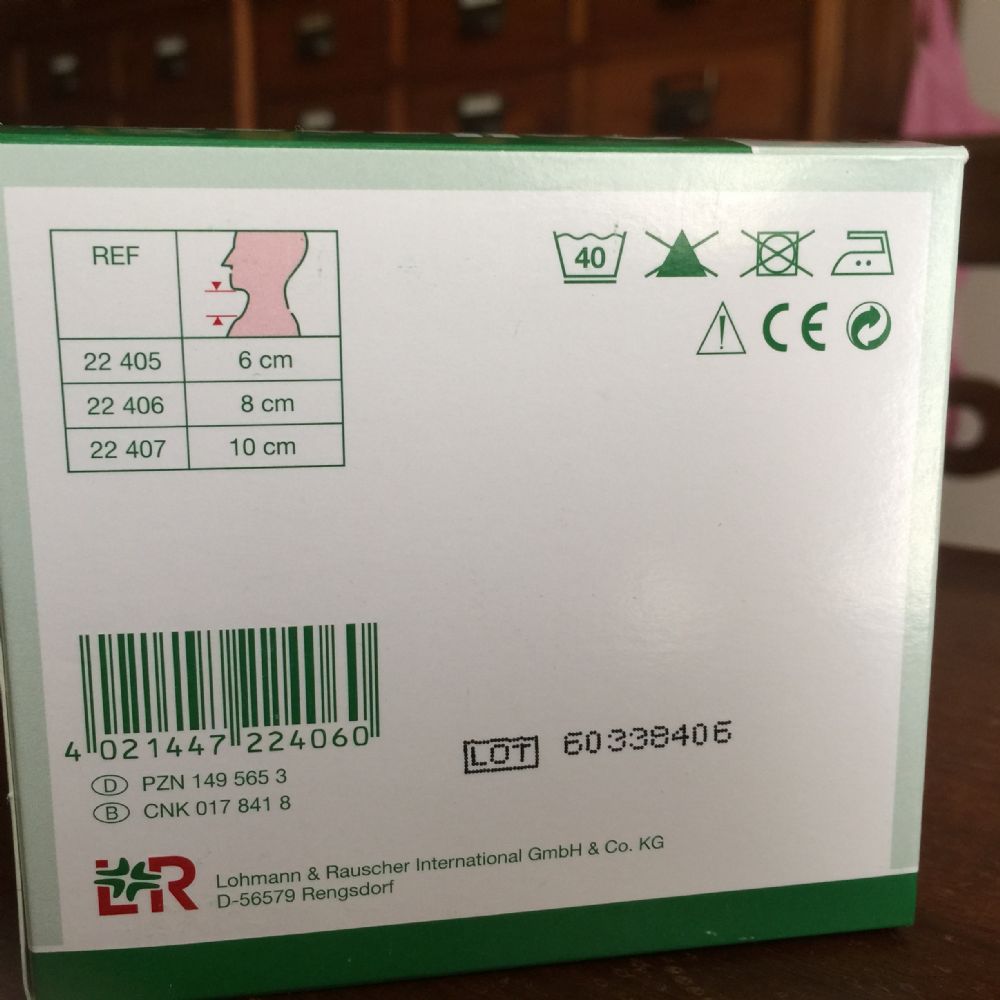 REF
22 405 6 cm
22 406 8 cm
22 407 10 cm
40
CE
4 021447 224060
D PZN 149 565 3
B CNK 017 841 8
LOT 60338406
L&R
Lohmann & Rauscher International GmbH & Co. KG
D-56579 Rengsdorf